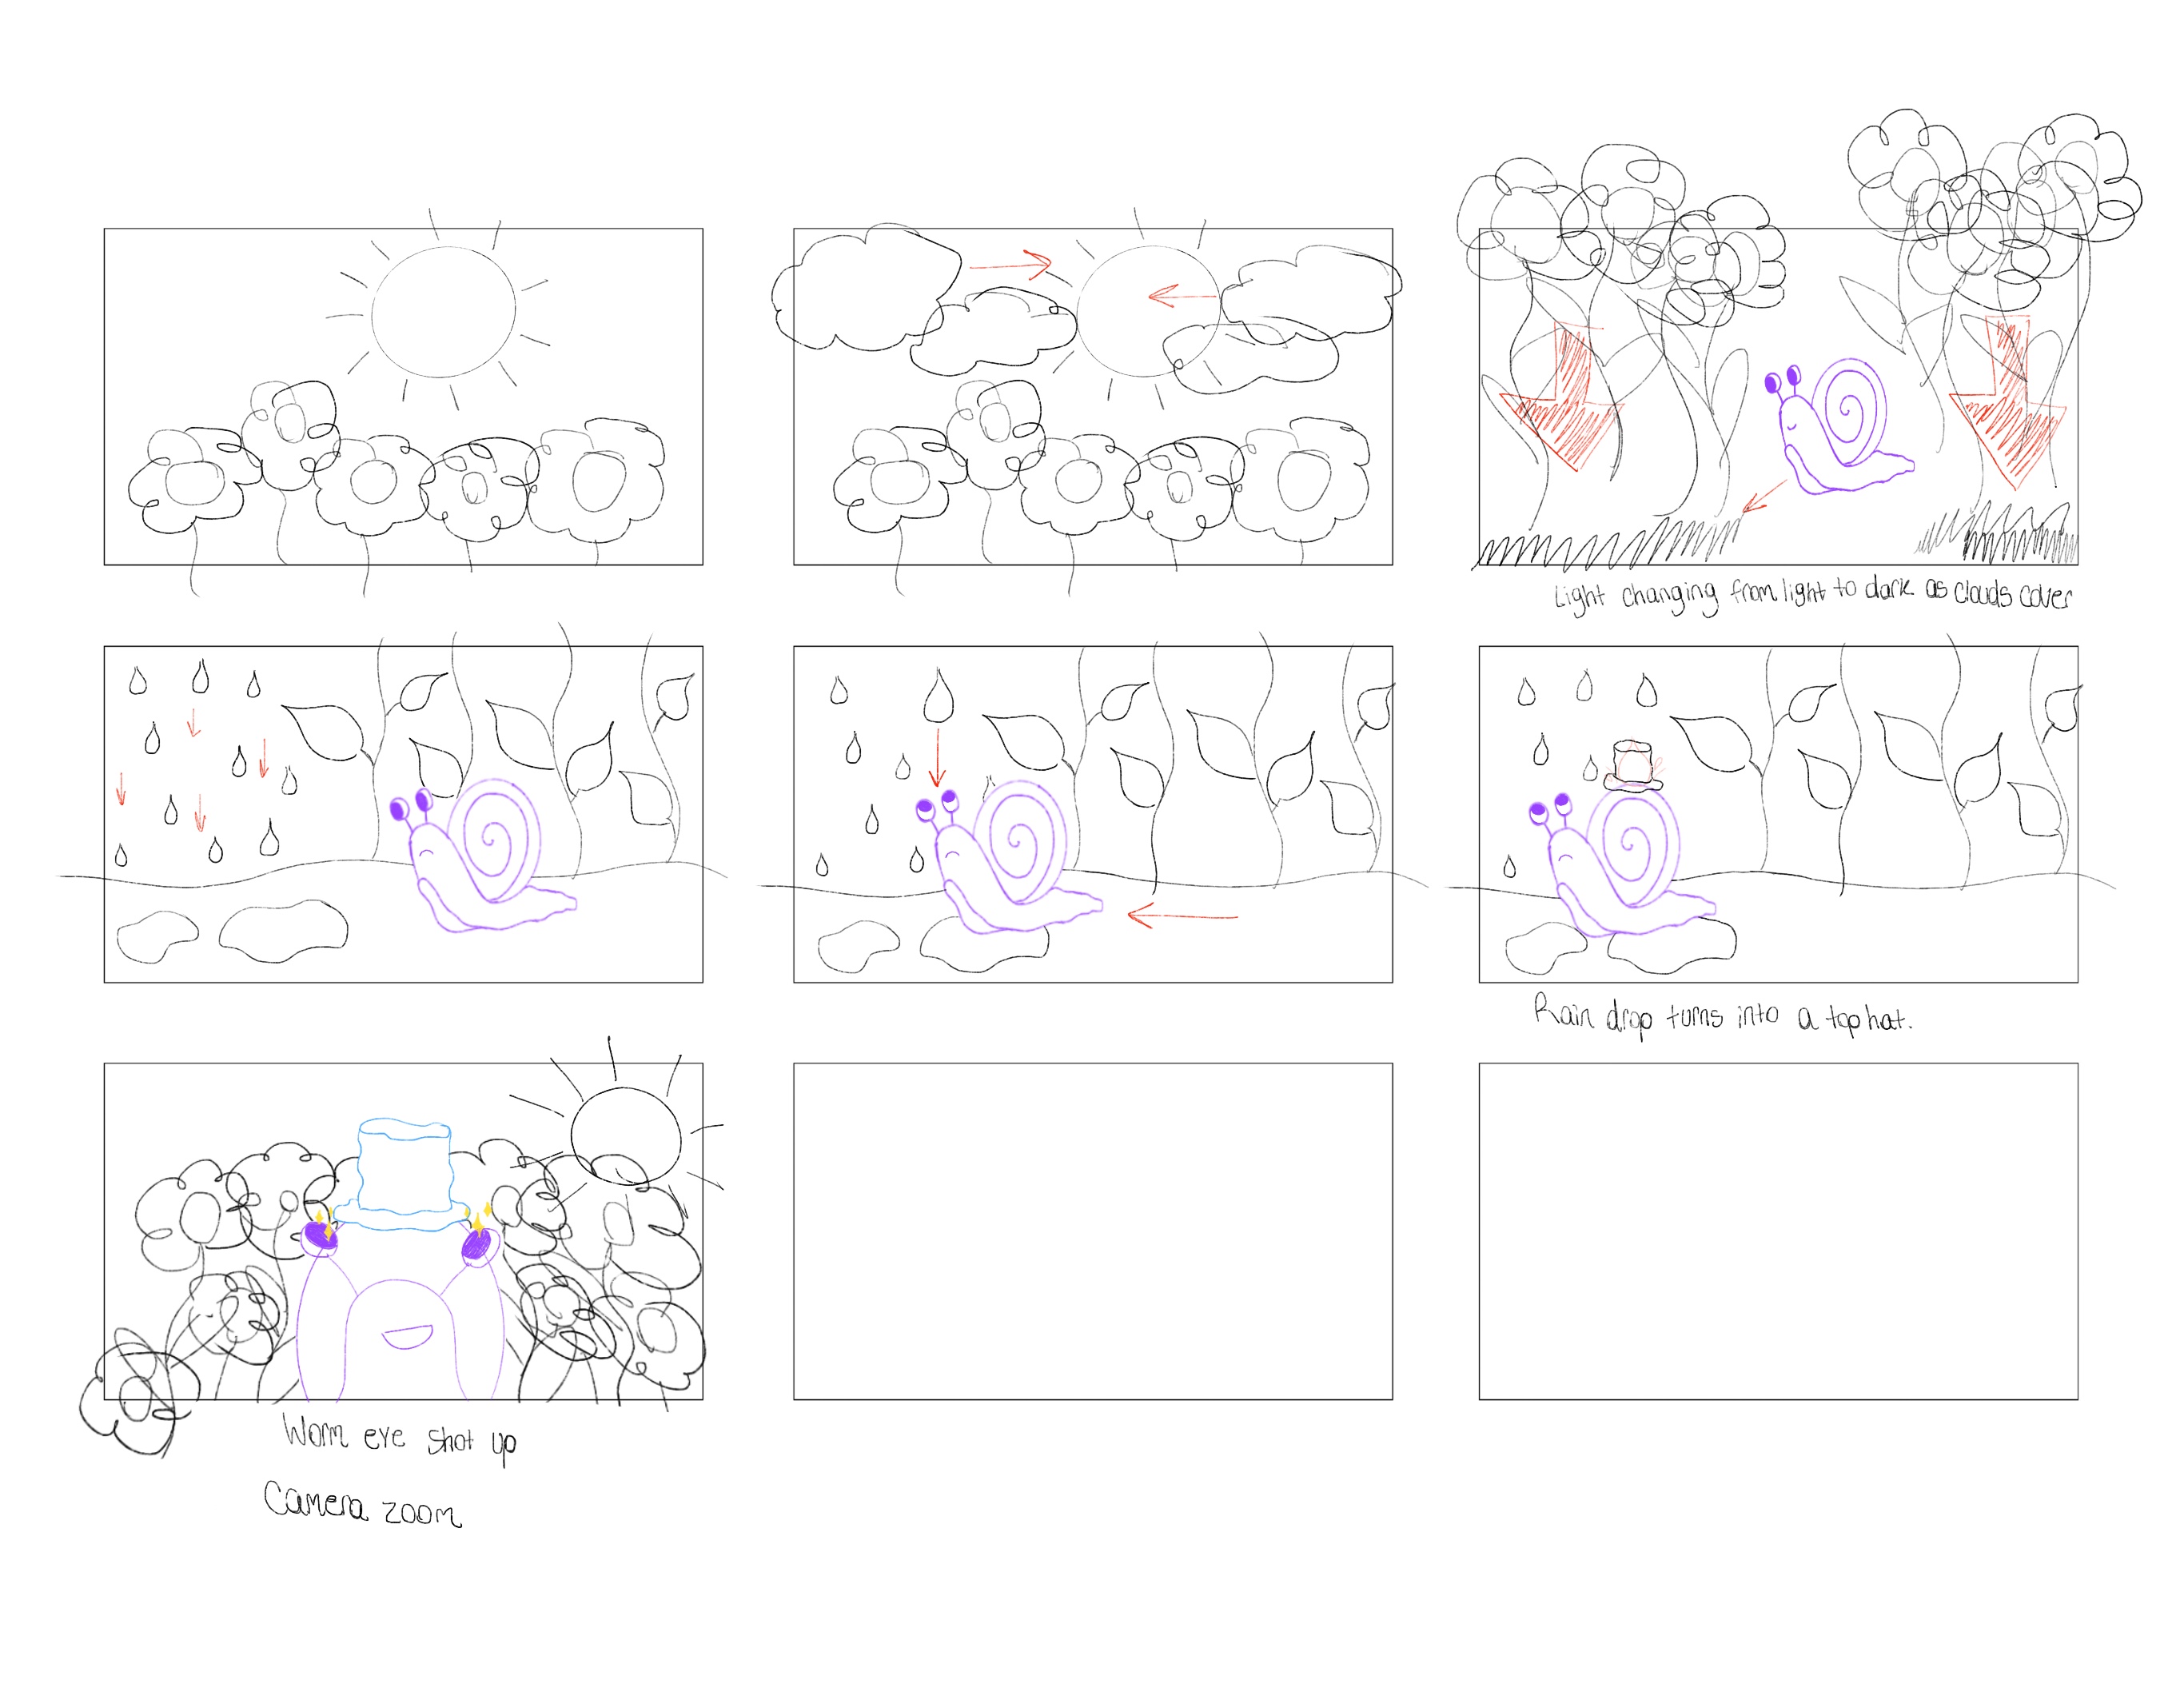 Light changing from light to dark as clouds cover
Rain drop turns into a top hat.
Worm eye shot up
Camera zoom